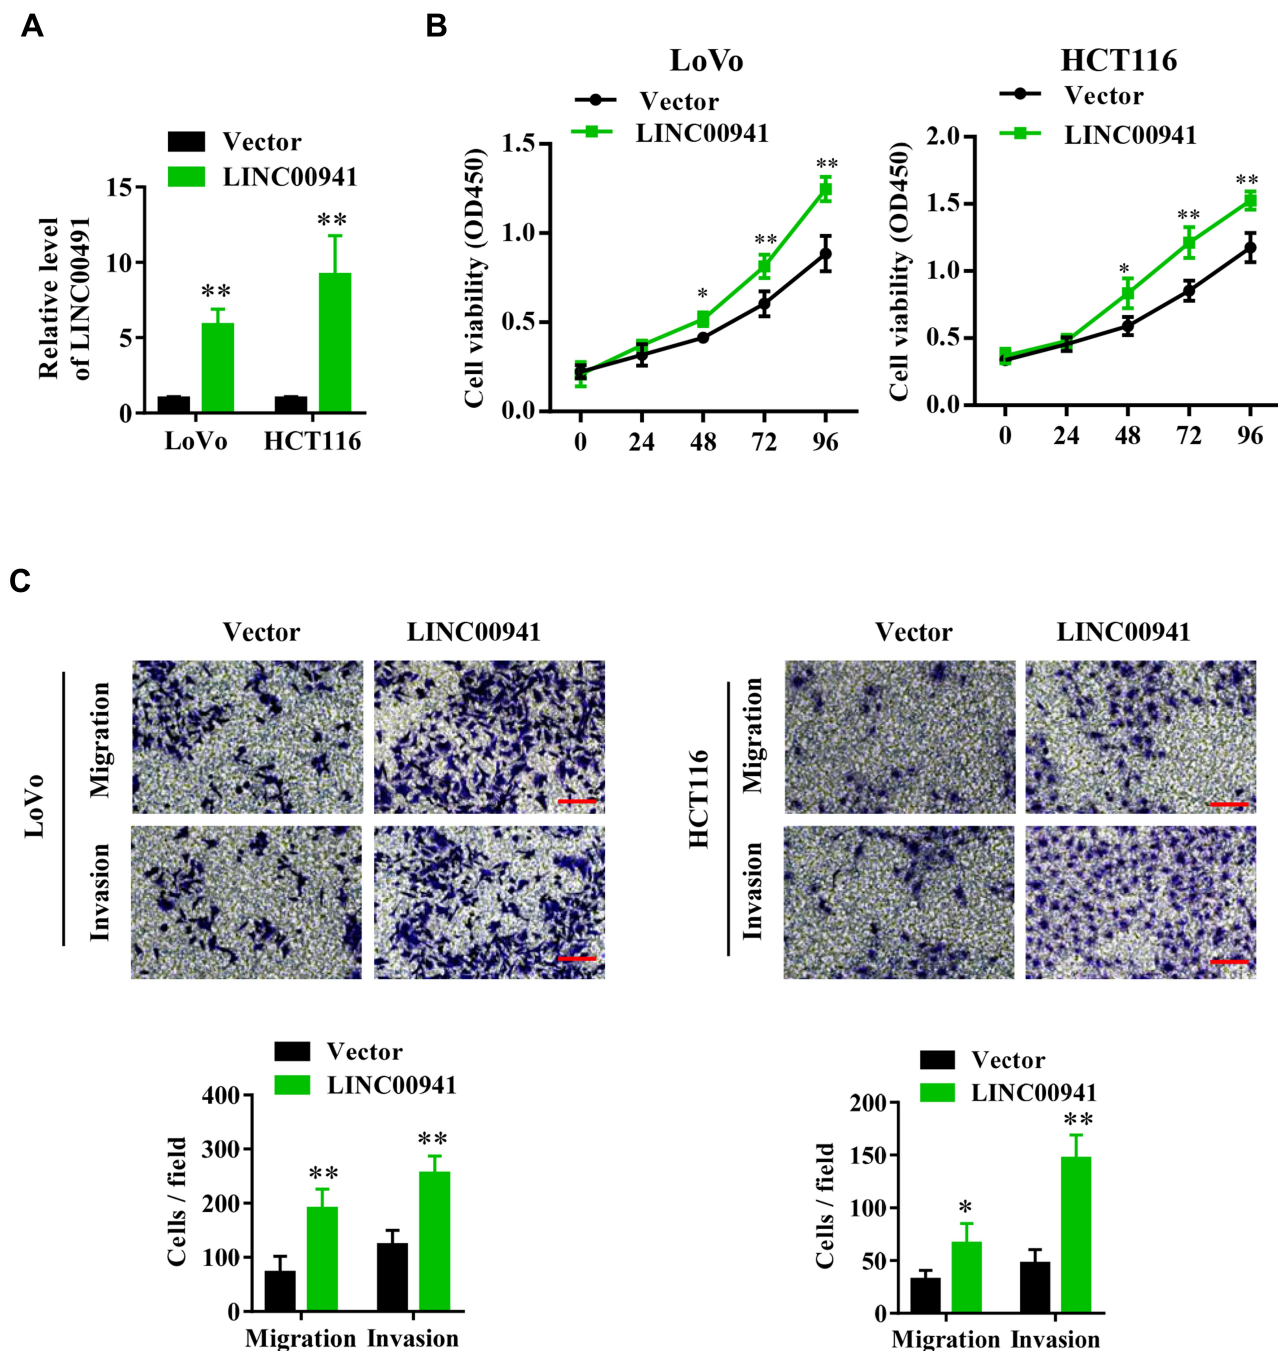 A
Vector
LINC00941
Relative level
of LINC00491
15
10
5
0
**
**
LoVo
HCT116
B
LoVo
Vector
LINC00941
Cell viability (OD450)
1.5
1.0
0.5
0.0
*
**
**
0 24 48 72 96
HCT116
Vector
LINC00941
Cell viability (OD450)
2.0
1.5
1.0
0.5
0.0
*
**
**
0 24 48 72 96
C
Vector
LINC00941
LoVo
Migration
Invasion
Vector
LINC00941
HCT116
Migration
Invasion
Vector
LINC00941
Cells / field
400
300
200
100
0
**
**
Migration Invasion
Vector
LINC00941
Cells / field
200
150
100
50
0
*
**
Migration Invasion